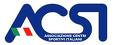 ACSI
ASSOCIAZIONE CENTRI
SPORTIVI ITALIANI